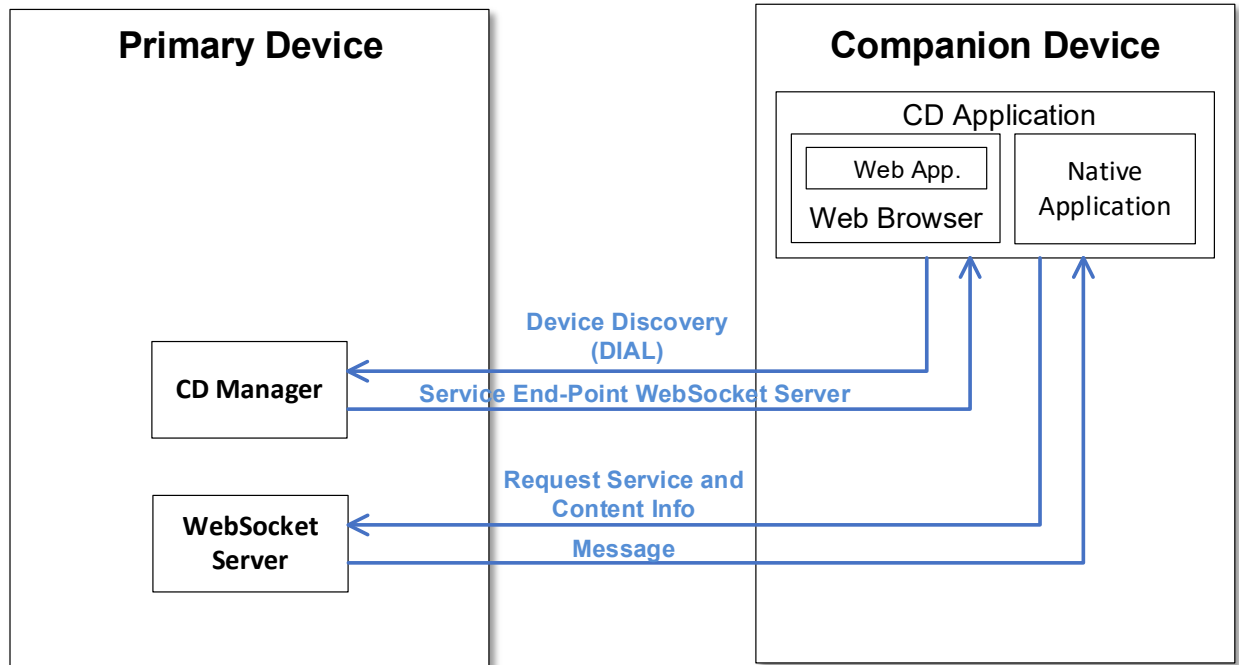 Primary Device
Companion Device
CD Application
Web App.
Web Browser
Native
Application
Device Discovery
(DIAL)
CD Manager
Service End-Point WebSocket Server
Request Service and
Content Info
WebSocket
Server
Message